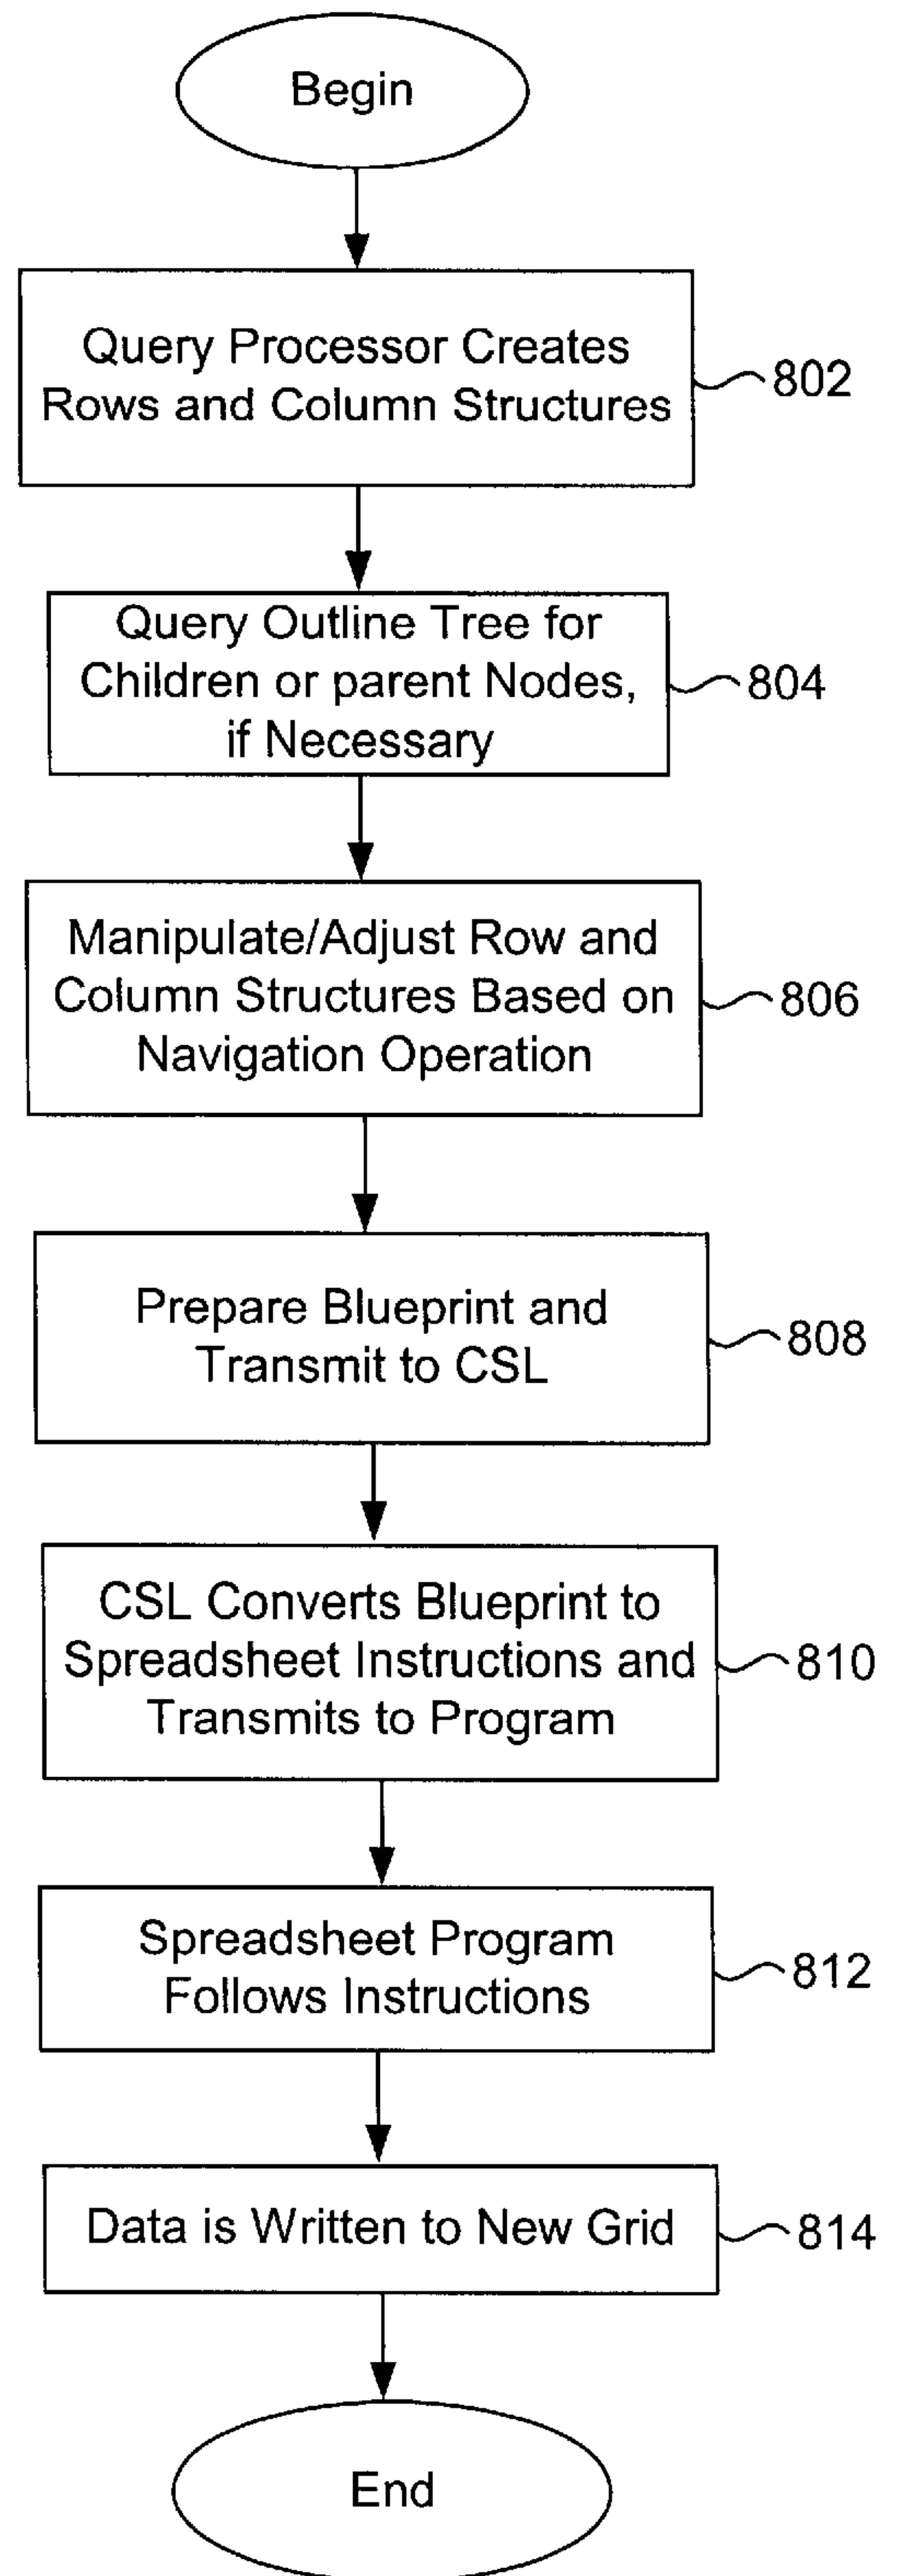 Begin
Query Processor Creates
Rows and Column Structures
802
Query Outline Tree for
Children or parent Nodes,
if Necessary
804
Manipulate/Adjust Row and
Column Structures Based on
Navigation Operation
806
Prepare Blueprint and
Transmit to CSL
808
CSL Converts Blueprint to
Spreadsheet Instructions and
Transmits to Program
810
Spreadsheet Program
Follows Instructions
812
Data is Written to New Grid
814
End